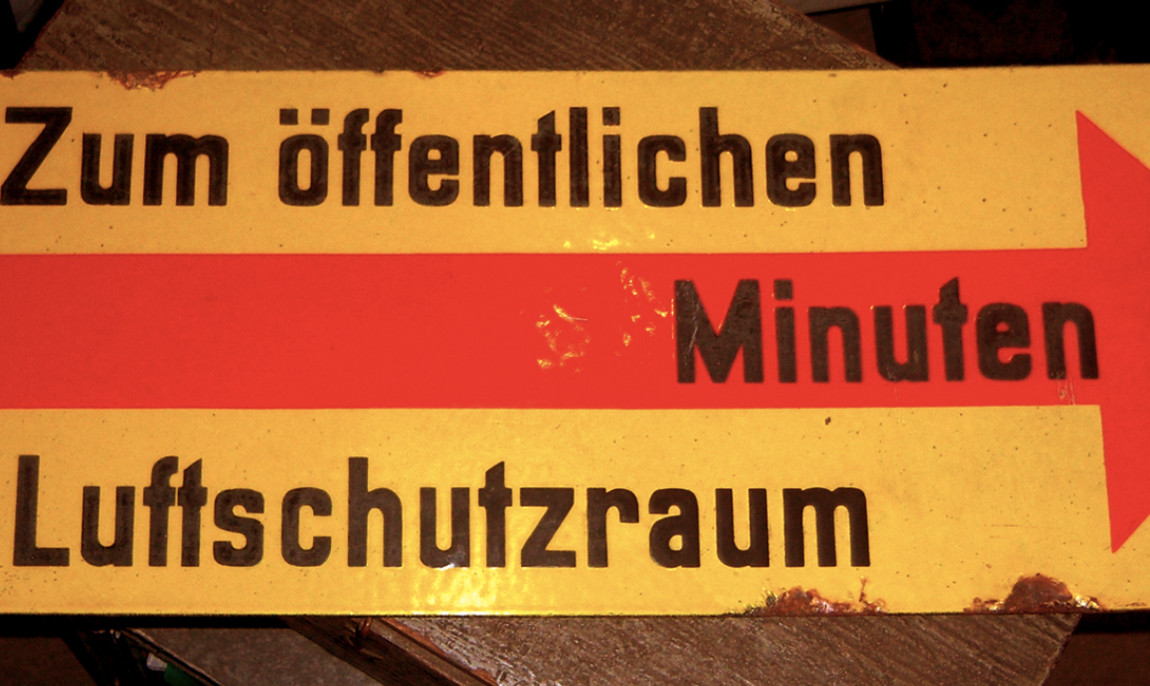 Zum öffentlichen
Minuten
Luftschutzraum